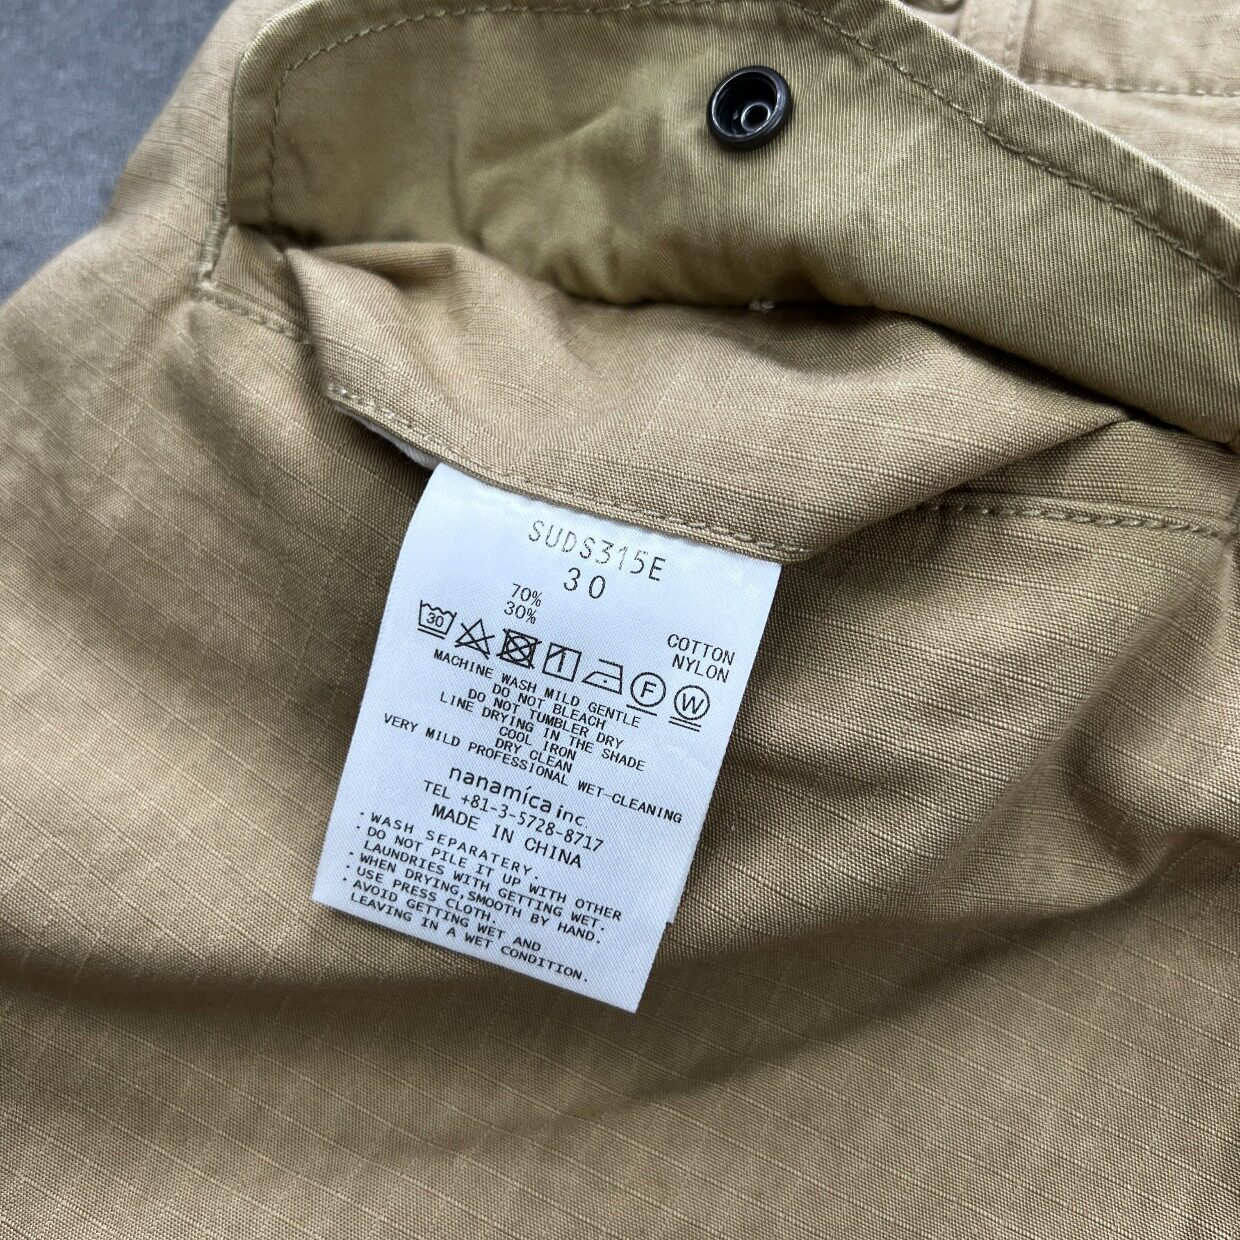 SUDS315E
30
70%
30%
COTTON
NYLON
30
F
W
MACHINE WASH MILD GENTLE
DO NOT BLEACH
DO NOT TUMBLER DRY
LINE DRYING IN THE SHADE
COOL IRON
DRY CLEAN
VERY MILD PROFESSIONAL WET-CLEANING
nanamica inc.
TEL +81-3-5728-8717
MADE IN CHINA
・WASH SEPARATERY.
・DO NOT PILE IT UP WITH OTHER
LAUNDRIES WITH GETTING WET.
・WHEN DRYING,SMOOTH BY HAND.
・USE PRESS CLOTH.
・AVOID GETTING WET AND
LEAVING IN A WET CONDITION.